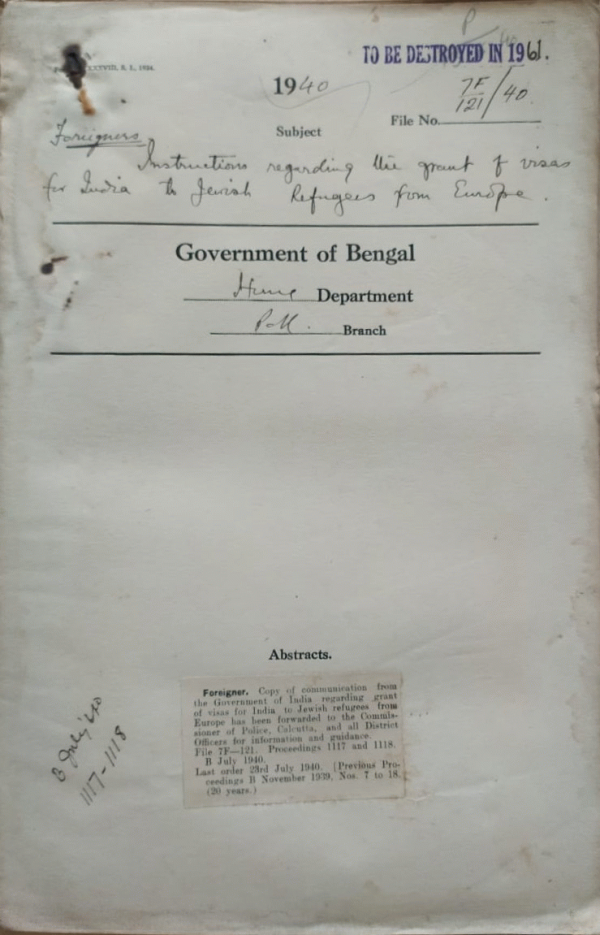 P
TO BE DESTROYED IN 1961.
XXVIII, S. L., 1934.
1940
File No. 7F/121/40.
Subject
Foreigners.
Instructions regarding the grant of visas
for India to Jewish Refugees from Europe.
Government of Bengal
Home Department
Poll. Branch
Abstracts.
Foreigner. Copy of communication from
the Government of India regarding grant
of visas for India to Jewish refugees from
Europe has been forwarded to the Commis-
sioner of Police, Calcutta, and all District
Officers for information and guidance.
File 7F—121. Proceedings 1117 and 1118.
B July 1940.
Last order 23rd July 1940. (Previous Pro-
ceedings B November 1939, Nos. 7 to 18.
(20 years.)
B July '40
1117-1118